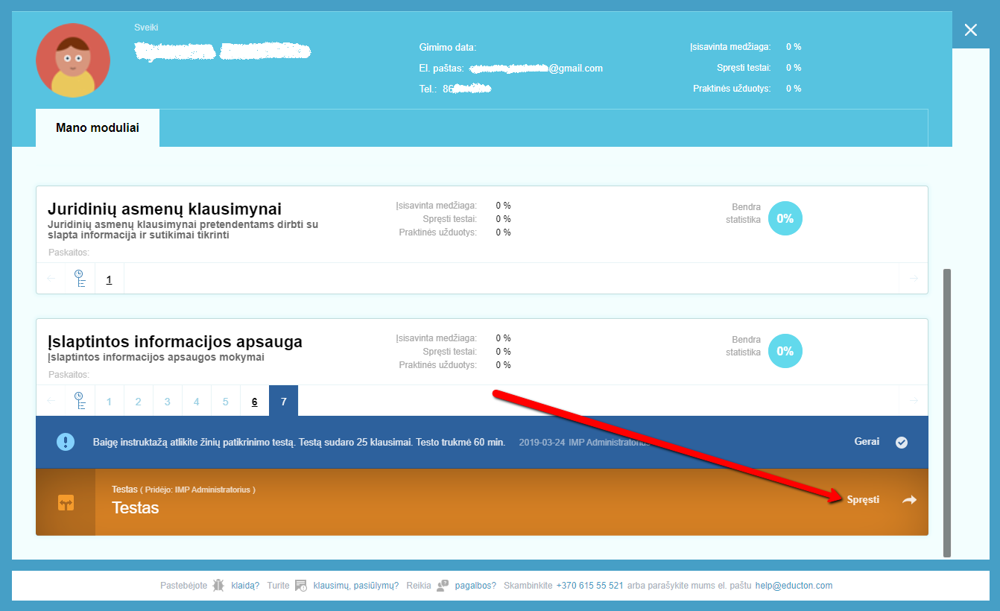 Sveiki
Gimimo data:
El. paštas: @gmail.com
Tel.: 86
Įsisavinta medžiaga: 0 %
Spręsti testai: 0 %
Praktinės užduotys: 0 %
Mano moduliai
Juridinių asmenų klausimynai
Juridinių asmenų klausimynai pretendentams dirbti su
slapta informacija ir sutikimai tikrinti
Paskaitos:
Įsisavinta medžiaga: 0 %
Spręsti testai: 0 %
Praktinės užduotys: 0 %
Bendra
statistika
0%
1
Įslaptintos informacijos apsauga
Įslaptintos informacijos apsaugos mokymai
Paskaitos:
Įsisavinta medžiaga: 0 %
Spręsti testai: 0 %
Praktinės užduotys: 0 %
Bendra
statistika
0%
1 2 3 4 5 6 7
Baigę instruktažą atlikite žinių patikrinimo testą. Testą sudaro 25 klausimai. Testo trukmė 60 min. 2019-03-24 IMP Administratorius
Gerai
Testas ( Pridėjo: IMP Administratorius )
Testas
Spręsti
Pastebėjote klaidą? Turite klausimų, pasiūlymų? Reikia pagalbos? Skambinkite +370 615 55 521 arba parašykite mums el. paštu help@educton.com